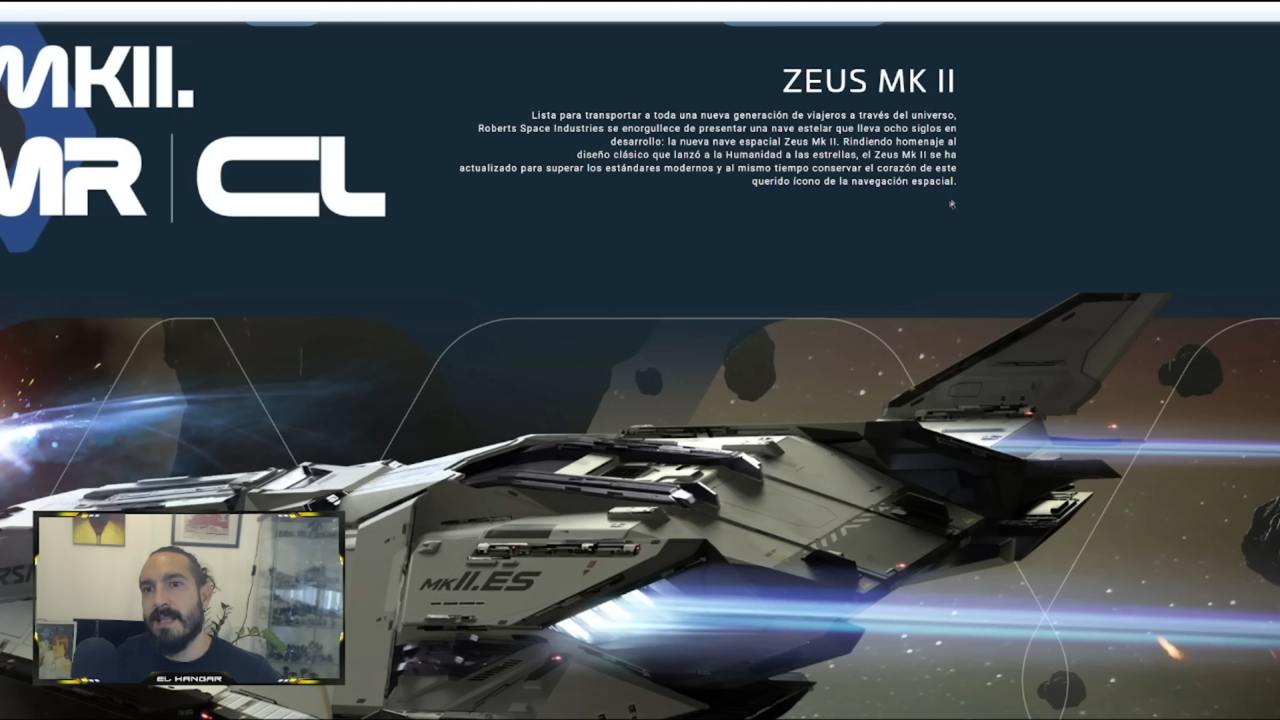 MKII.
MR CL
ZEUS MK II
Lista para transportar a toda una nueva generación de viajeros a través del universo,
Roberts Space Industries se enorgullece de presentar una nave estelar que lleva ocho siglos en
desarrollo: la nueva nave espacial Zeus Mk II. Rindiendo homenaje al
diseño clásico que lanzó a la Humanidad a las estrellas, el Zeus Mk II se ha
actualizado para superar los estándares modernos y al mismo tiempo conservar el corazón de este
querido ícono de la navegación espacial.
MKII.ES
EL HANGAR